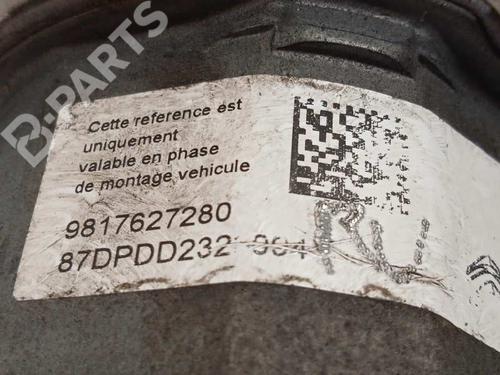 B-PARTS
Cette reference est
uniquement
valable en phase
de montage vehicule
9817627280
87DPDD232